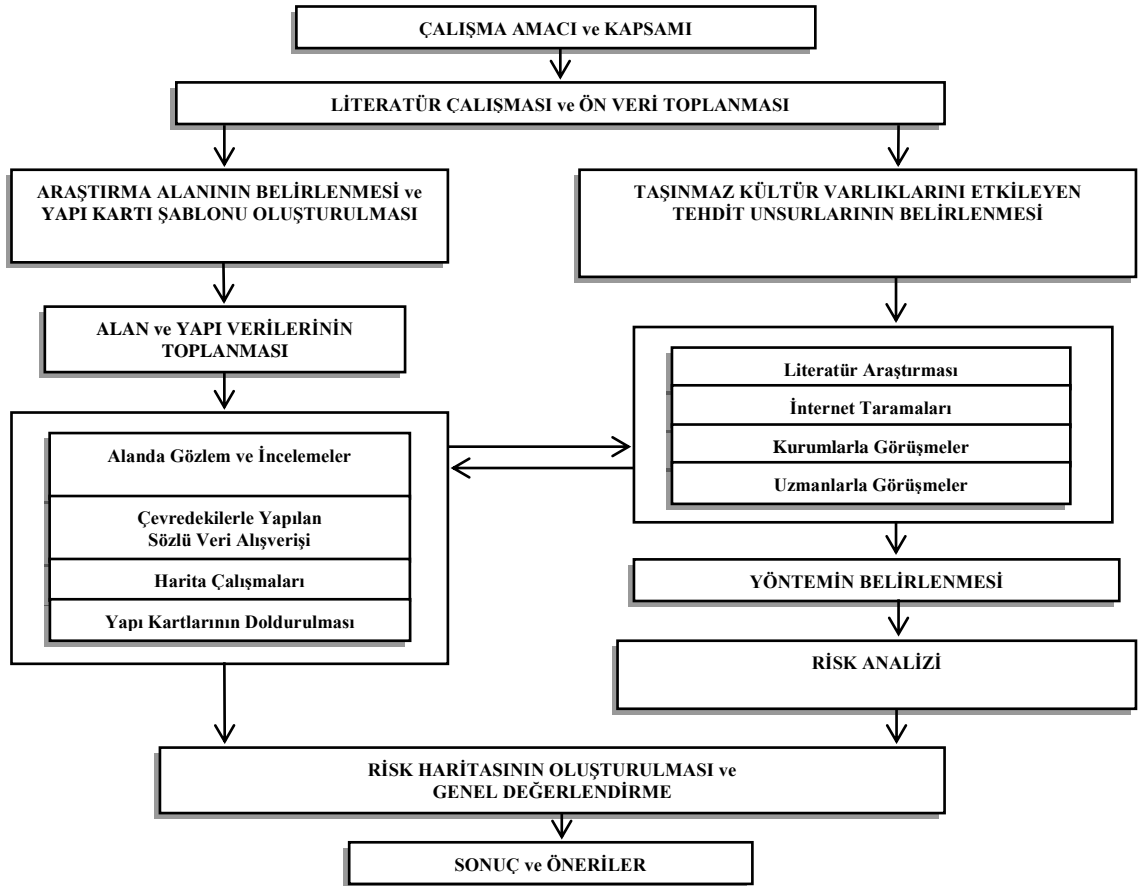 ÇALIŞMA AMACI ve KAPSAMI
LİTERATÜR ÇALIŞMASI ve ÖN VERİ TOPLANMASI
ARAŞTIRMA ALANININ BELİRLENMESİ ve
YAPI KARTI ŞABLONU OLUŞTURULMASI
ALAN ve YAPI VERİLERİNİN
TOPLANMASI
Alanda Gözlem ve İncelemeler
Çevredekilerle Yapılan
Sözlü Veri Alışverişi
Harita Çalışmaları
Yapı Kartlarının Doldurulması
TAŞINMAZ KÜLTÜR VARLIKLARINI ETKİLEYEN
TEHDİT UNSURLARININ BELİRLENMESİ
Literatür Araştırması
İnternet Taramaları
Kurumlarla Görüşmeler
Uzmanlarla Görüşmeler
YÖNTEMİN BELİRLENMESİ
RİSK ANALİZİ
RİSK HARİTASININ OLUŞTURULMASI ve
GENEL DEĞERLENDİRME
SONUÇ ve ÖNERİLER